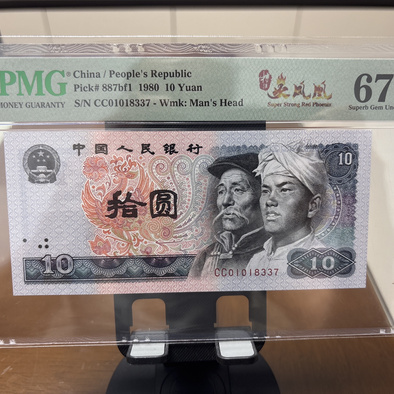 PMG
MONEY GUARANTY
China / People's Republic
Pick# 887bf1 1980 10 Yuan
S/N CC01018337 - Wmk: Man's Head
吴凤凰
Super Strong Red Phoenix
67
Superb Gem Unc
中国人民银行
10
拾圆
CC01018337
10
10